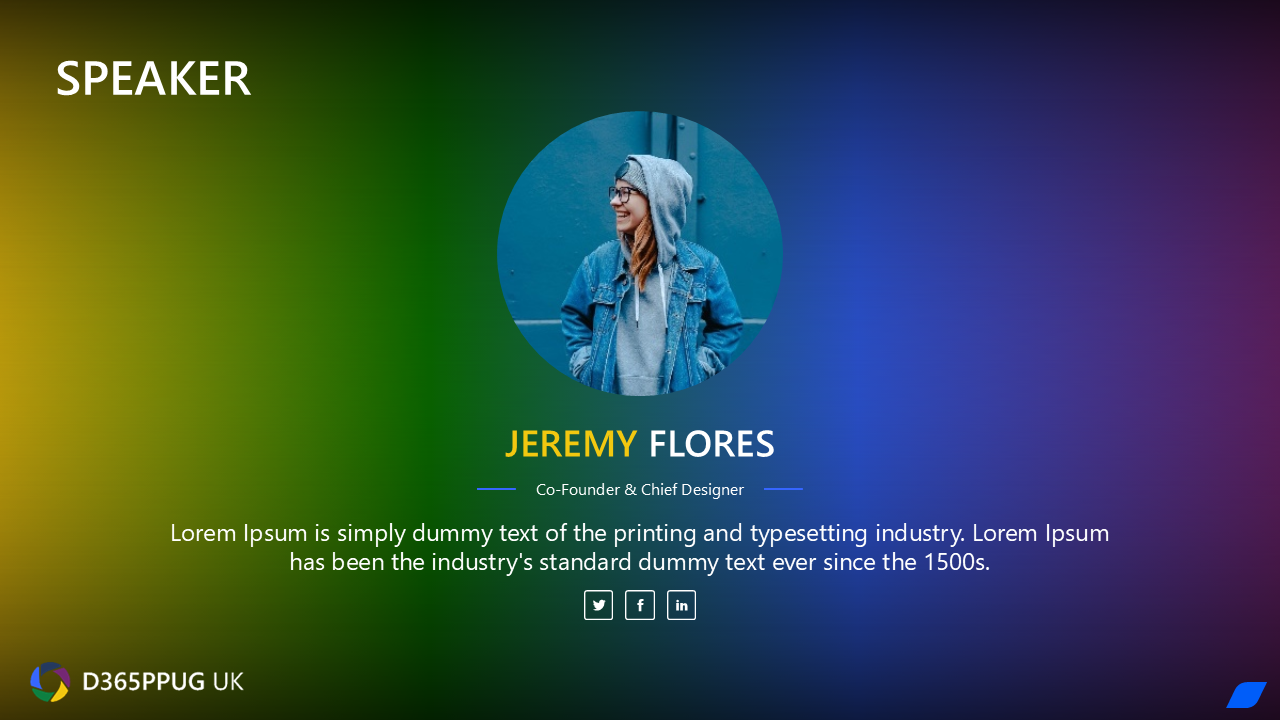 SPEAKER
JEREMY FLORES
Co-Founder & Chief Designer
Lorem Ipsum is simply dummy text of the printing and typesetting industry. Lorem Ipsum
has been the industry's standard dummy text ever since the 1500s.
D365PPUG UK